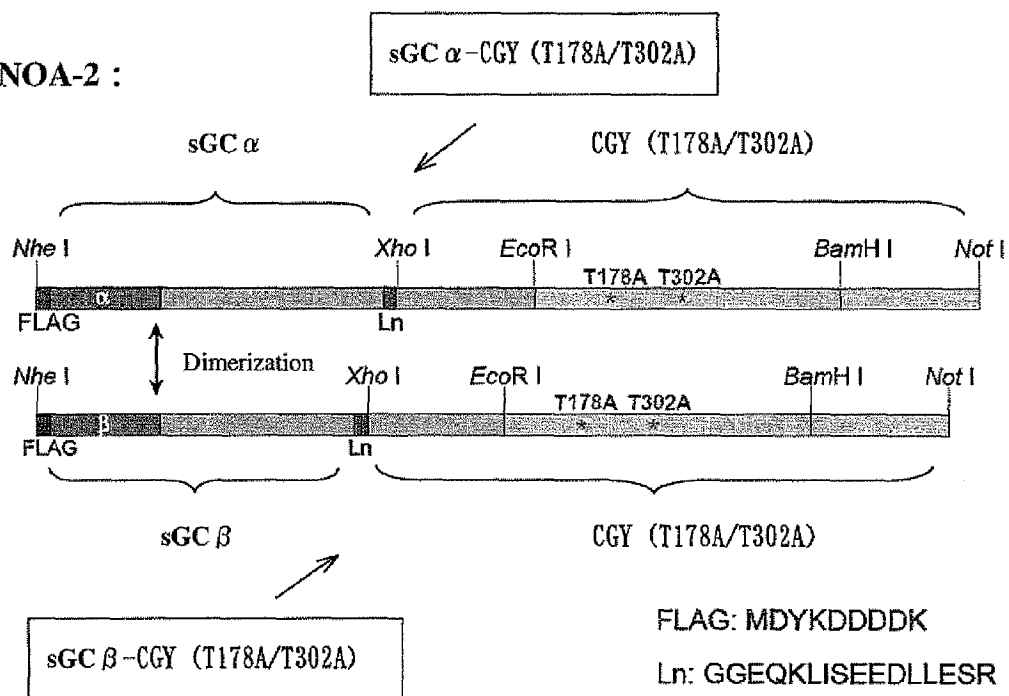 sGC α-CGY (T178A/T302A)
NOA-2 :
sGC α
CGY (T178A/T302A)
Nhe I
Xho I
EcoR I
BamH I
Not I
T178A T302A
α
* *
FLAG
Ln
Dimerization
Nhe I
Xho I
EcoR I
BamH I
Not I
T178A T302A
β
* *
FLAG
Ln
sGC β
CGY (T178A/T302A)
sGC β-CGY (T178A/T302A)
FLAG: MDYKDDDDK
Ln: GGEQKLISEEDLLESR